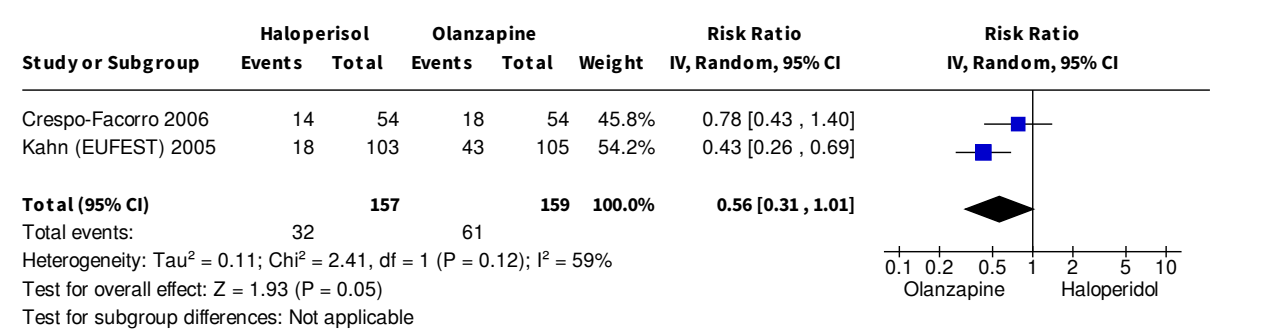 Haloperisol Olanzapine Risk Ratio Risk Ratio
Study or Subgroup Events Total Events Total Weight IV, Random, 95% CI IV, Random, 95% CI
Crespo-Facorro 2006 14 54 18 54 45.8% 0.78 [0.43 , 1.40]
Kahn (EUFEST) 2005 18 103 43 105 54.2% 0.43 [0.26 , 0.69]
Total (95% CI) 157 159 100.0% 0.56 [0.31 , 1.01]
Total events: 32 61
Heterogeneity: Tau² = 0.11; Chi² = 2.41, df = 1 (P = 0.12); I² = 59%
0.1 0.2 0.5 1 2 5 10
Test for overall effect: Z = 1.93 (P = 0.05)
Olanzapine Haloperidol
Test for subgroup differences: Not applicable